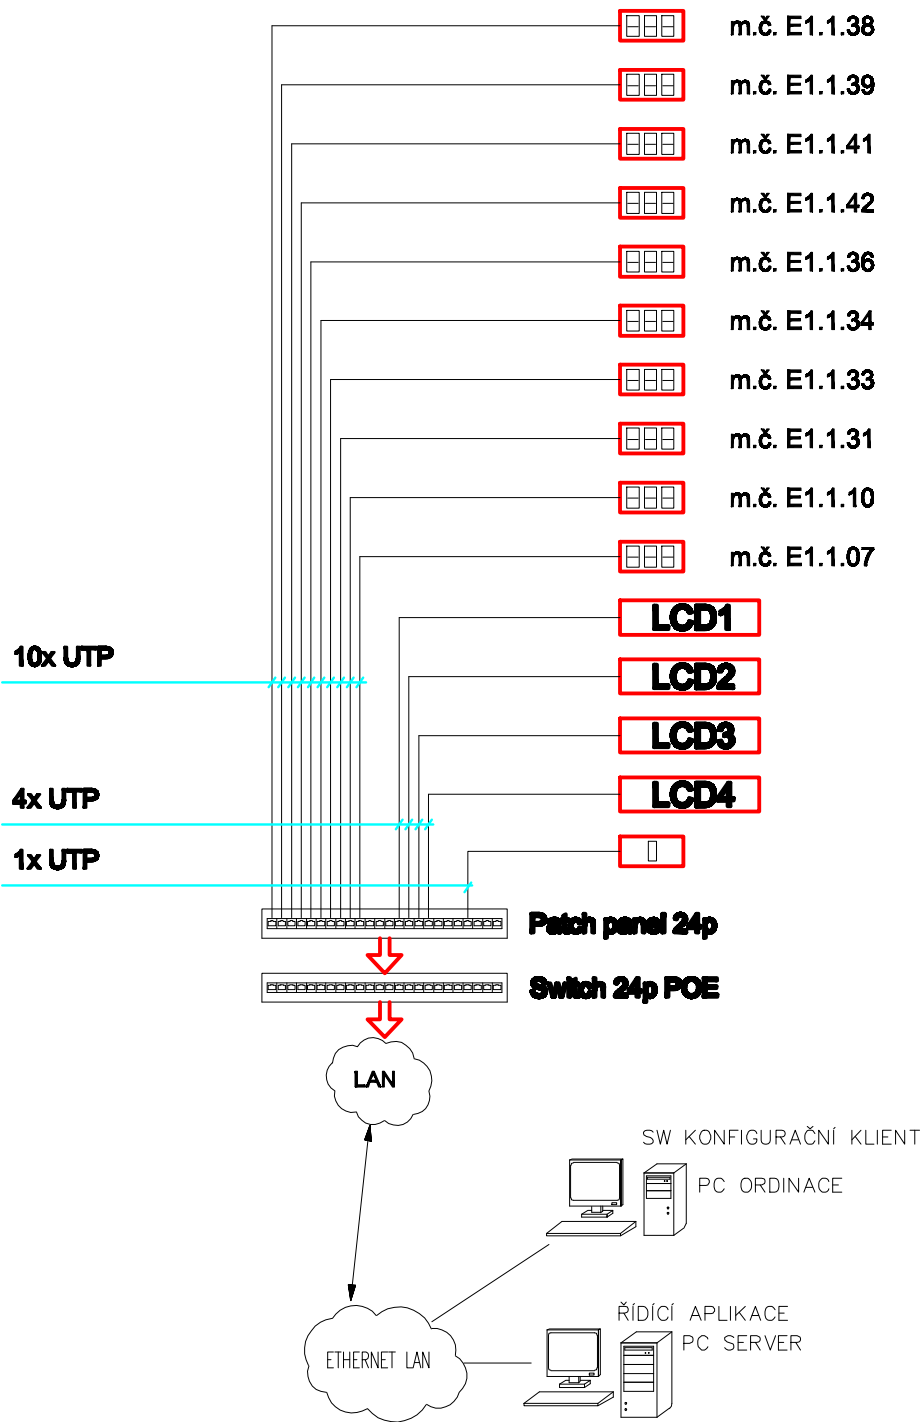 m.č. E1.1.38
m.č. E1.1.39
m.č. E1.1.41
m.č. E1.1.42
m.č. E1.1.36
m.č. E1.1.34
m.č. E1.1.33
m.č. E1.1.31
m.č. E1.1.10
m.č. E1.1.07
LCD1
10x UTP
LCD2
LCD3
4x UTP
LCD4
1x UTP
Patch panel 24p
Switch 24p POE
LAN
SW KONFIGURAČNÍ KLIENT
PC ORDINACE
ŘÍDÍCÍ APLIKACE
PC SERVER
ETHERNET LAN